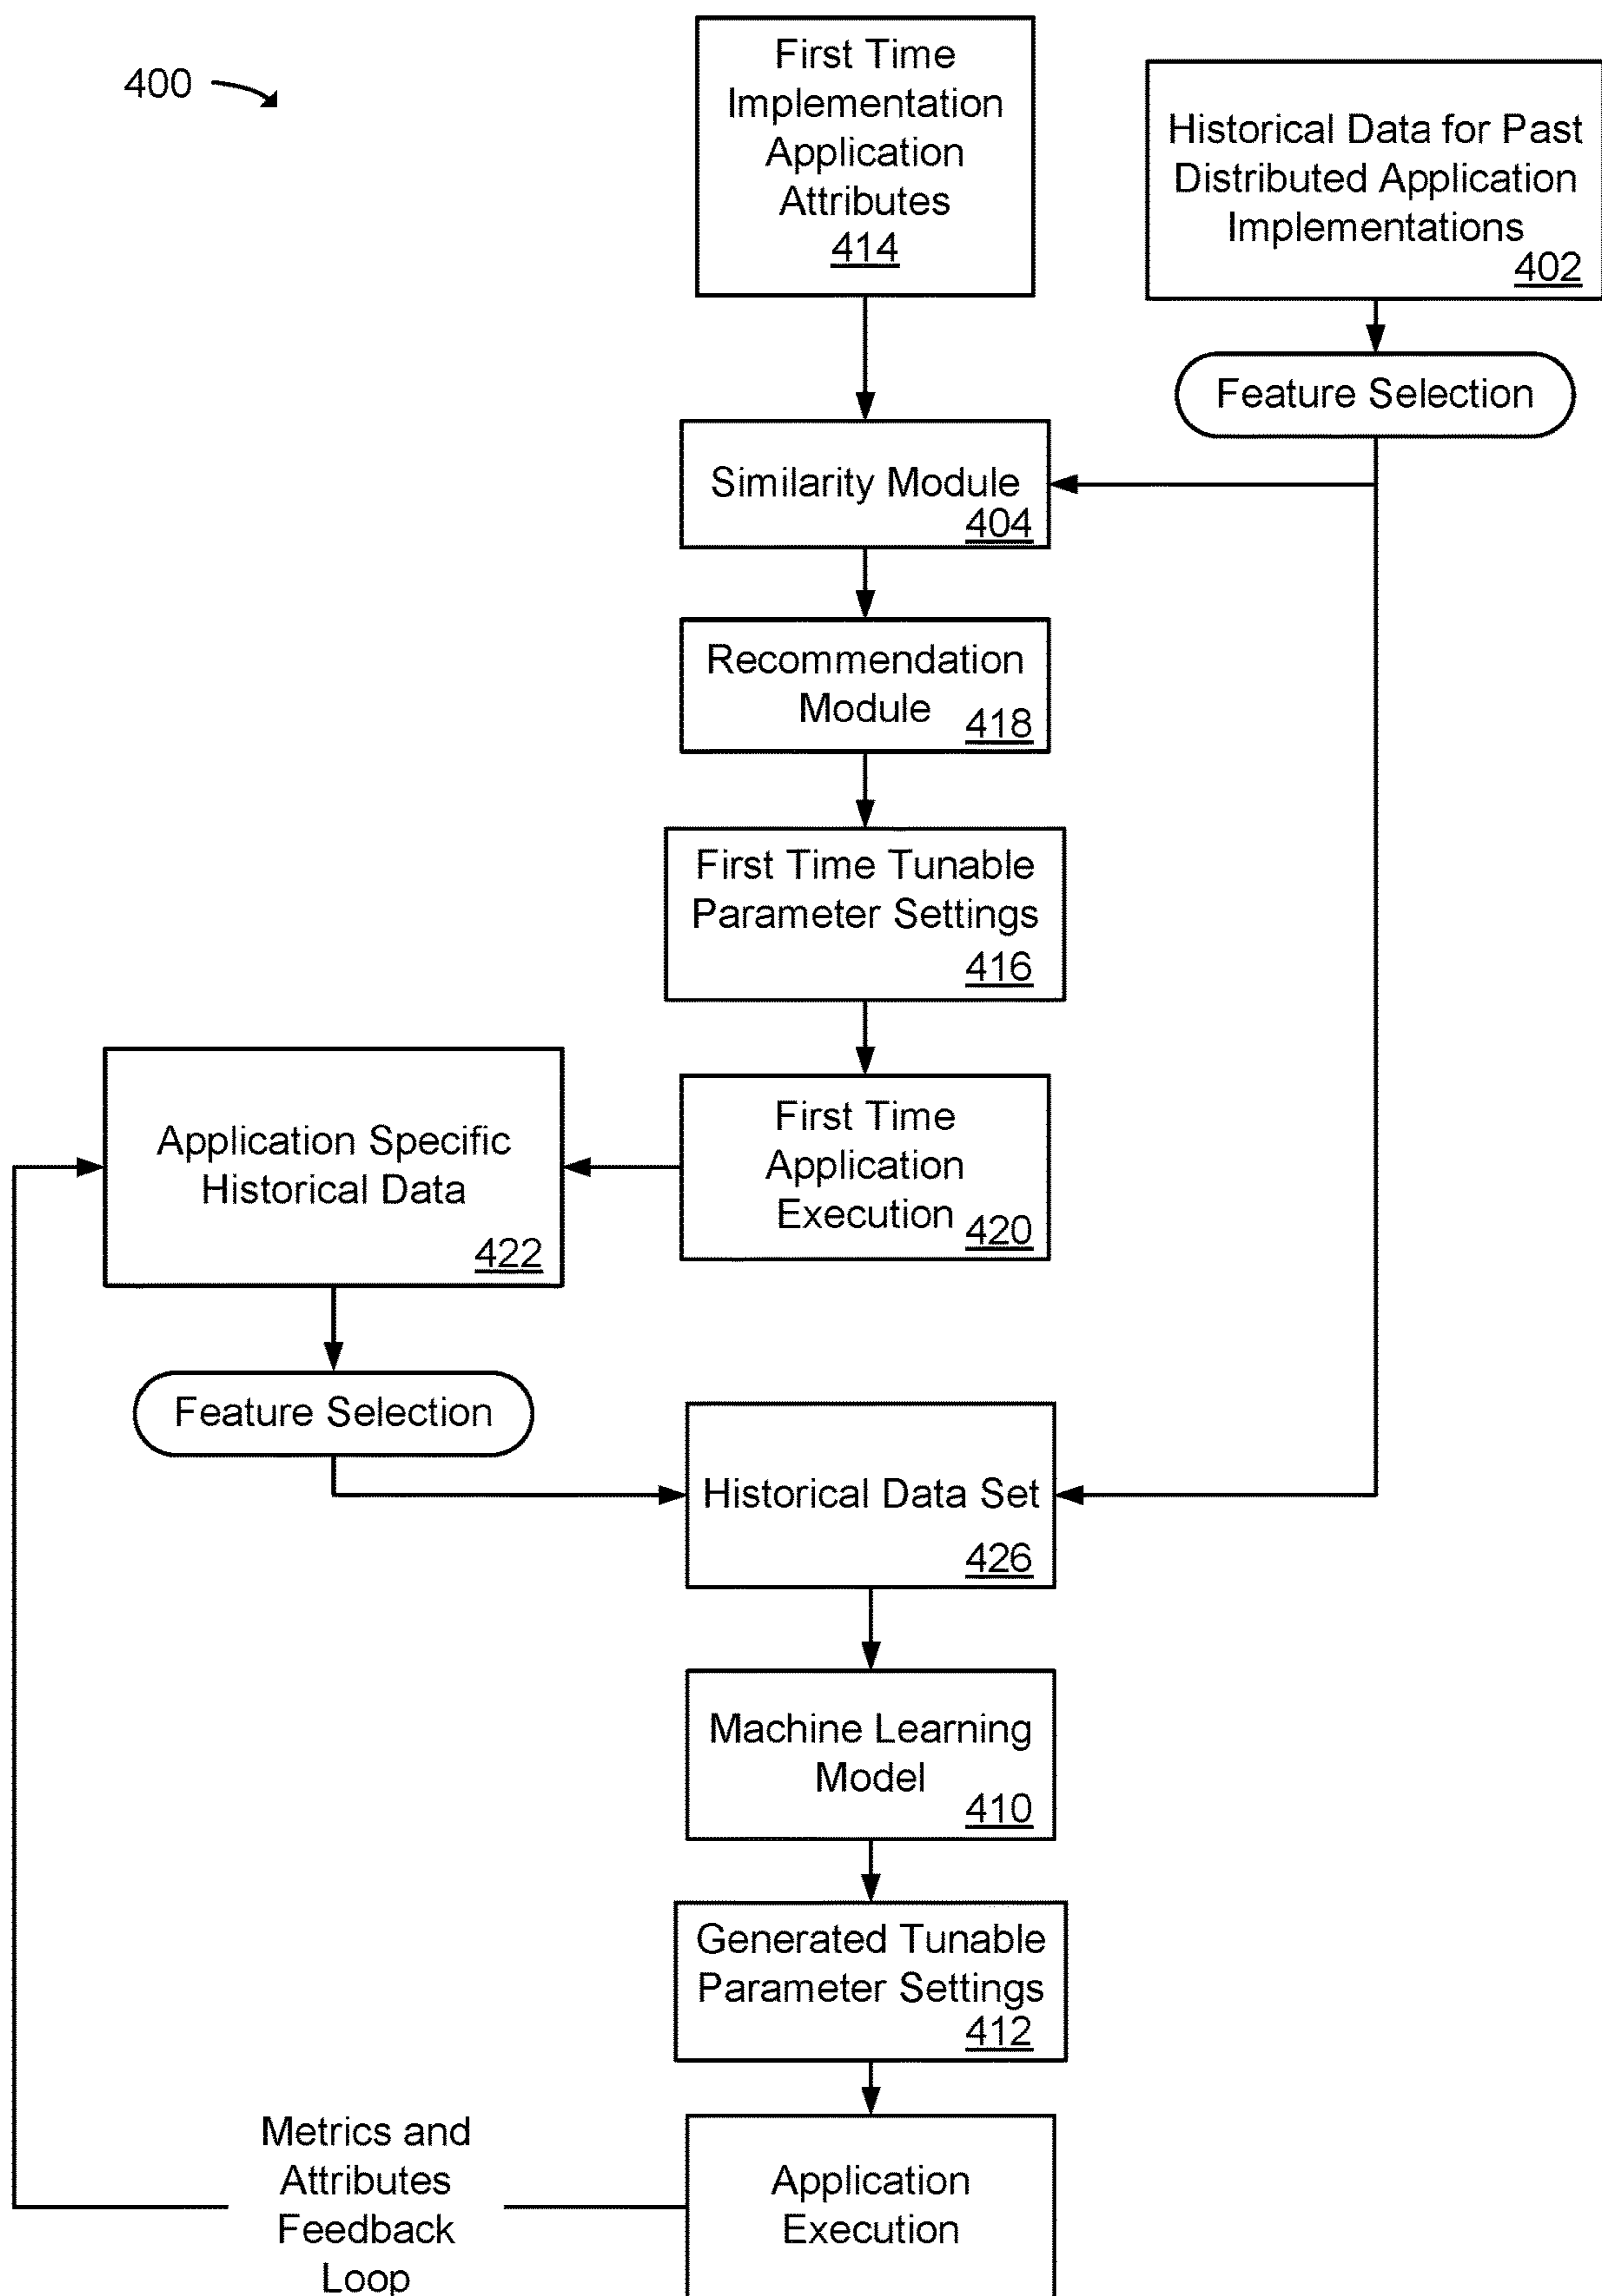 400
First Time
Implementation
Application
Attributes
414
Historical Data for Past
Distributed Application
Implementations
402
Feature Selection
Similarity Module
404
Recommendation
Module
418
First Time Tunable
Parameter Settings
416
First Time
Application
Execution
420
Application Specific
Historical Data
422
Feature Selection
Historical Data Set
426
Machine Learning
Model
410
Generated Tunable
Parameter Settings
412
Application
Execution
Metrics and
Attributes
Feedback
Loop